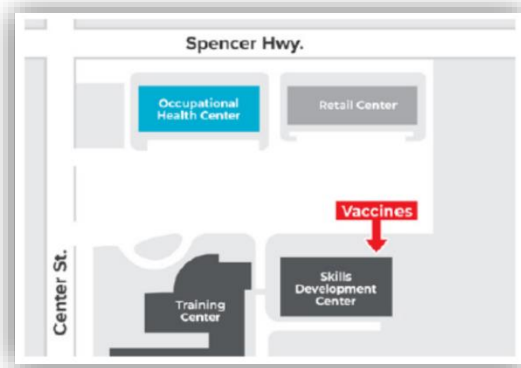 Spencer Hwy.
Occupational
Health Center
Retail Center
Vaccines
Center St.
Skills
Development
Center
Training
Center